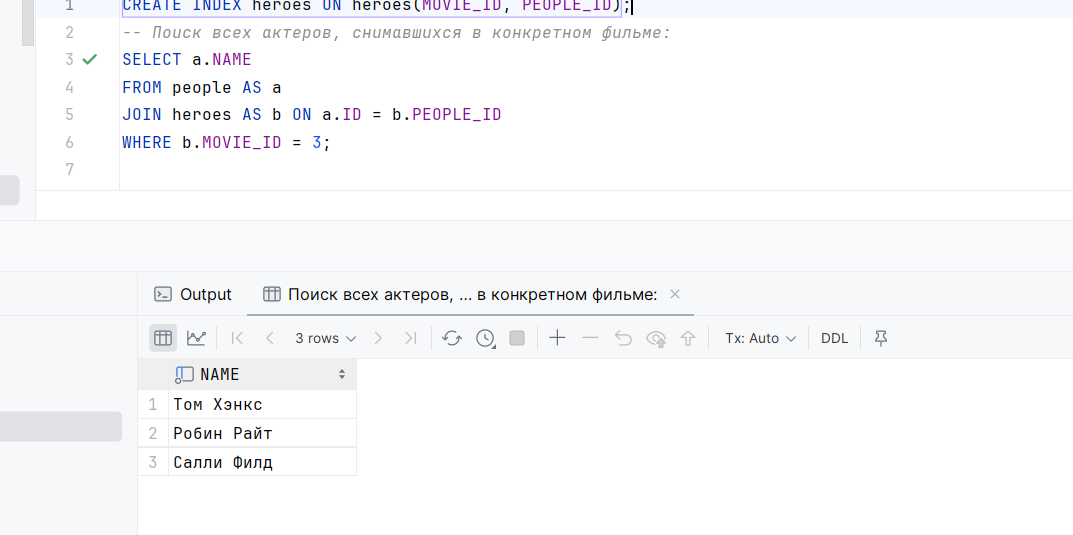 1 CREATE INDEX heroes ON heroes(MOVIE_ID, PEOPLE_ID);
2 -- Поиск всех актеров, снимавшихся в конкретном фильме:
3 SELECT a.NAME
4 FROM people AS a
5 JOIN heroes AS b ON a.ID = b.PEOPLE_ID
6 WHERE b.MOVIE_ID = 3;
7
Output Поиск всех актеров, ... в конкретном фильме:
3 rows Tx: Auto DDL
NAME
1 Том Хэнкс
2 Робин Райт
3 Салли Филд